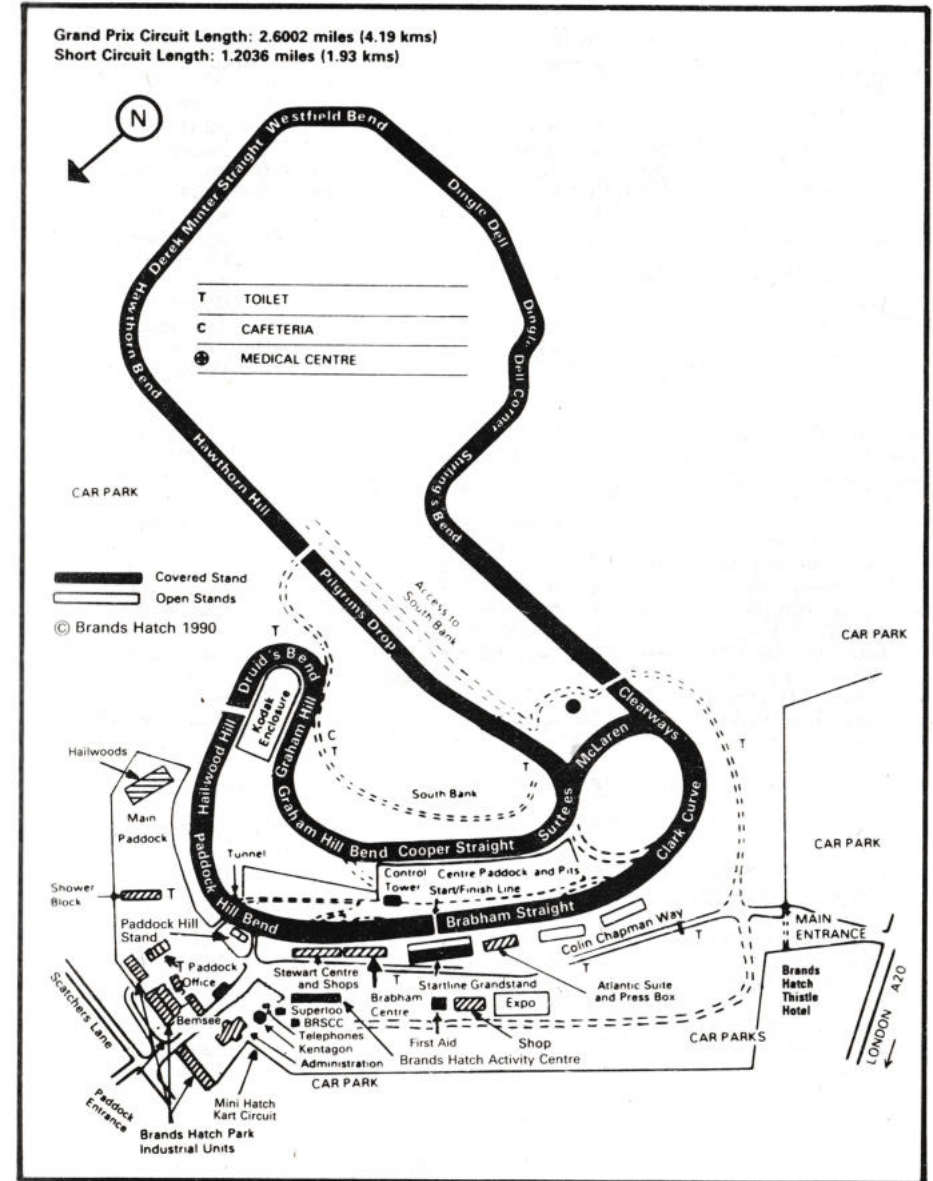 Grand Prix Circuit Length: 2.6002 miles (4.19 kms)
Short Circuit Length: 1.2036 miles (1.93 kms)
N
Westfield Bend
Derek Minter Straight
Dingle Dell
Hawthorn Bend
T TOILET
C CAFETERIA
MEDICAL CENTRE
Dingle Dell Corner
Stirling's Bend
Hawthorn Hill
CAR PARK
Covered Stand
Open Stands
© Brands Hatch 1990
Pilgrims Drop
Access to
South Bank
CAR PARK
T
Druid's Bend
Kodak
Enclosure
Hailwood Hill
Graham Hill
C
T
Clearways
McLaren
T
T
South Bank
Surtees
Clark Curve
Hailwoods
Main
Paddock
Graham Hill Bend
Cooper Straight
CAR PARK
Paddock
Hill Bend
Tunnel
Control
Tower
Centre Paddock and Pits
Start/Finish Line
Brabham Straight
Shower
Block
T
Paddock Hill
Stand
Colin Chapman Way
T
T
MAIN
ENTRANCE
T Paddock
Office
Stewart Centre
and Shops
T
Brabham
Centre
Startline Grandstand
Atlantic Suite
and Press Box
Brands
Hatch
Thistle
Hotel
A20
LONDON
Scatchers Lane
Bemsee
Superloo
BRSCC
Telephones
Kentagon
Administration
First Aid
Shop
Expo
Brands Hatch Activity Centre
CAR PARKS
CAR PARK
Paddock
Entrance
Mini Hatch
Kart Circuit
Brands Hatch Park
Industrial Units